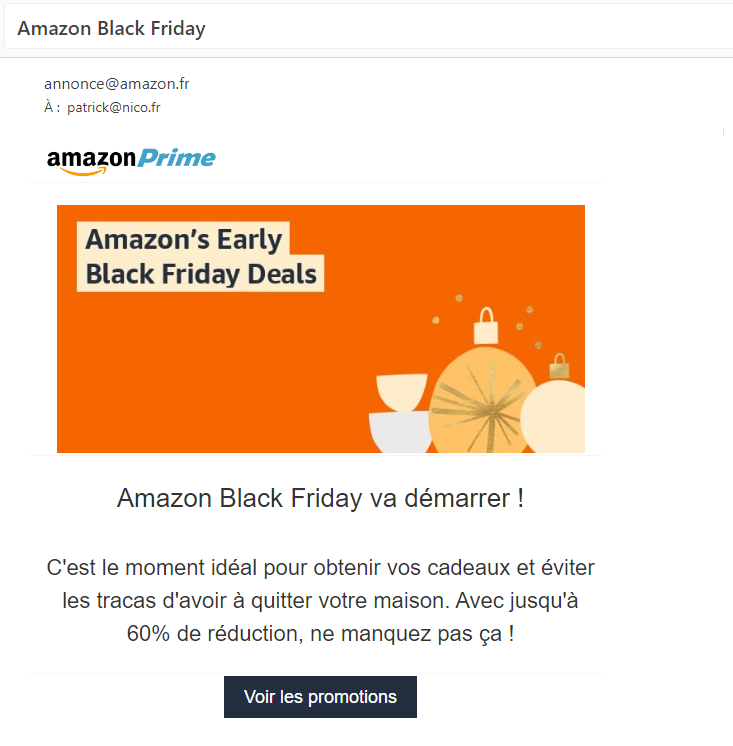 Amazon Black Friday
annonce@amazon.fr
À : patrick@nico.fr
amazonPrime
Amazon’s Early
Black Friday Deals
Amazon Black Friday va démarrer !
C'est le moment idéal pour obtenir vos cadeaux et éviter
les tracas d'avoir à quitter votre maison. Avec jusqu'à
60% de réduction, ne manquez pas ça !
Voir les promotions